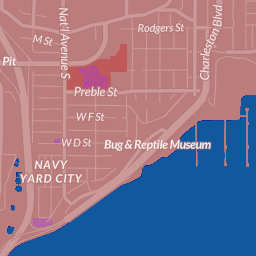 Nat'l Avenue S
Charleston Blvd
Rodgers St
M St
Pit
Preble St
W F St
W D St
Bug & Reptile Museum
NAVY
YARD CITY